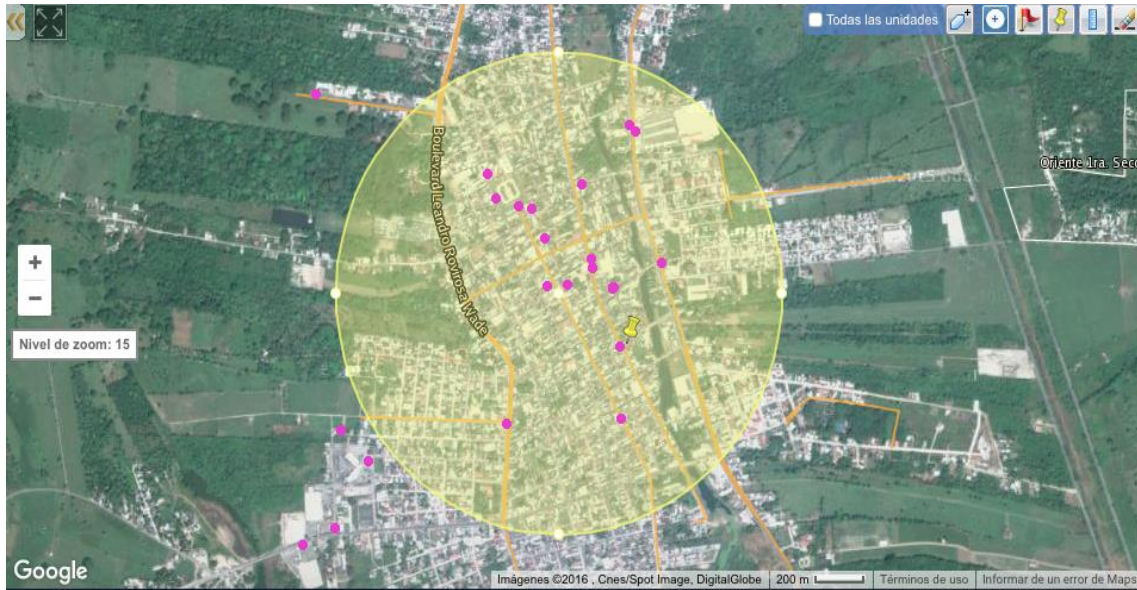 Todas las unidades
Oriente 1ra. Secc
Boulevard Leandro Rovirosa Wade
+
−
Nivel de zoom: 15
Google
Imágenes ©2016 , Cnes/Spot Image, DigitalGlobe
200 m
Términos de uso
Informar de un error de Maps